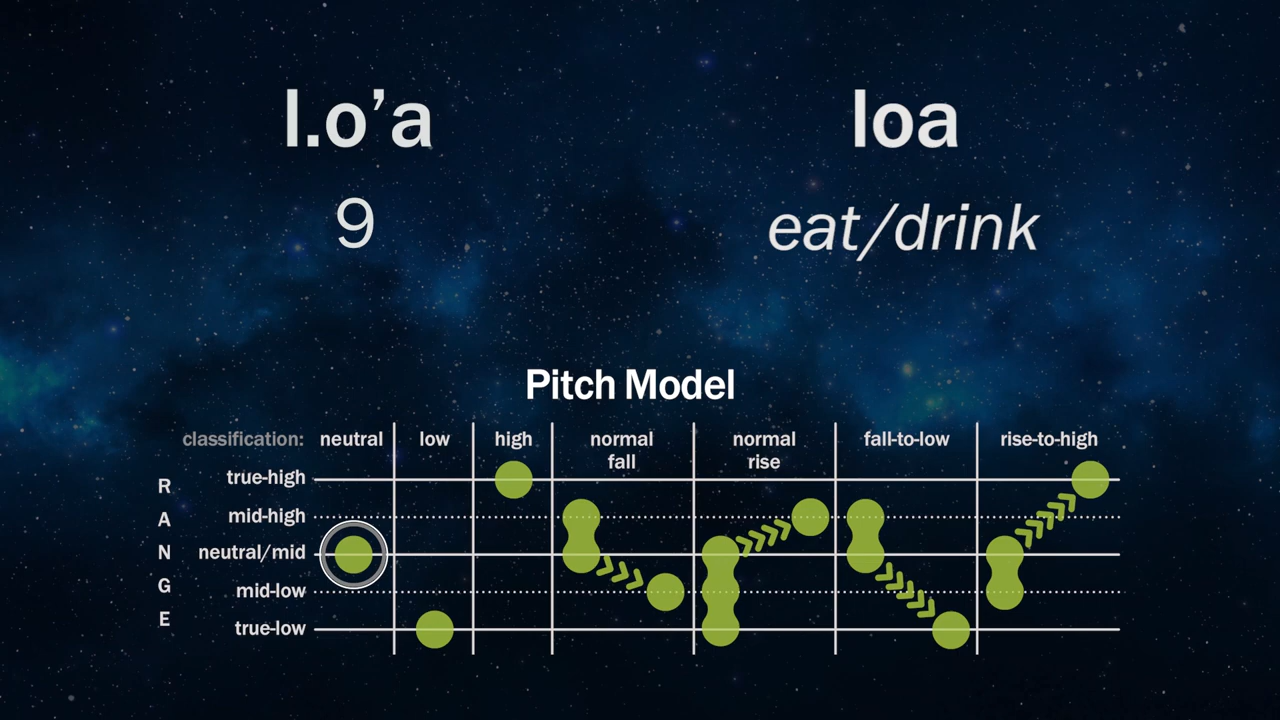 l.o’a
loa
9
eat/drink
Pitch Model
classification: neutral low high normal fall normal rise fall-to-low rise-to-high
RANGE
true-high
mid-high
neutral/mid
mid-low
true-low